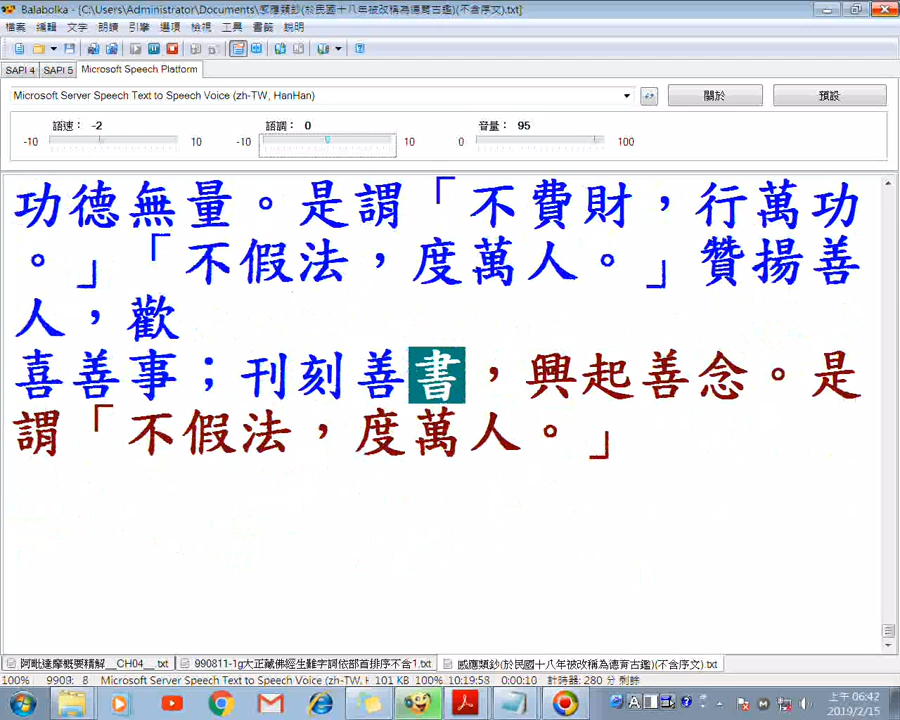 Balabolka - [C:\Users\Administrator\Documents\感應類鈔(於民國十八年被改稱為德育古鑑)(不含序文).txt]
檔案 編輯 文字 朗讀 引擎 選項 檢視 工具 書籤 說明
SAPI 4 SAPI 5 Microsoft Speech Platform
Microsoft Server Speech Text to Speech Voice (zh-TW, HanHan) 關於 預設
語速： -2 語調： 0 音量： 95
-10 10 -10 10 0 100
功德無量。是謂「不費財，行萬功
。」「不假法，度萬人。」贊揚善
人，歡
喜善事；刊刻善書，興起善念。是
謂「不假法，度萬人。」
阿毗達摩概要精解__CH04__.txt 990811-1g大正藏佛經生難字詞依部首排序不含1.txt 感應類鈔(於民國十八年被改稱為德育古鑑)(不含序文).txt
100% 9909: 8 Microsoft Server Speech Text to Speech Voice (zh-TW, H 101 KB 100% 10:19:58 0:00:10 計時器: 280 分 剩餘
上午 06:42
2019/2/15